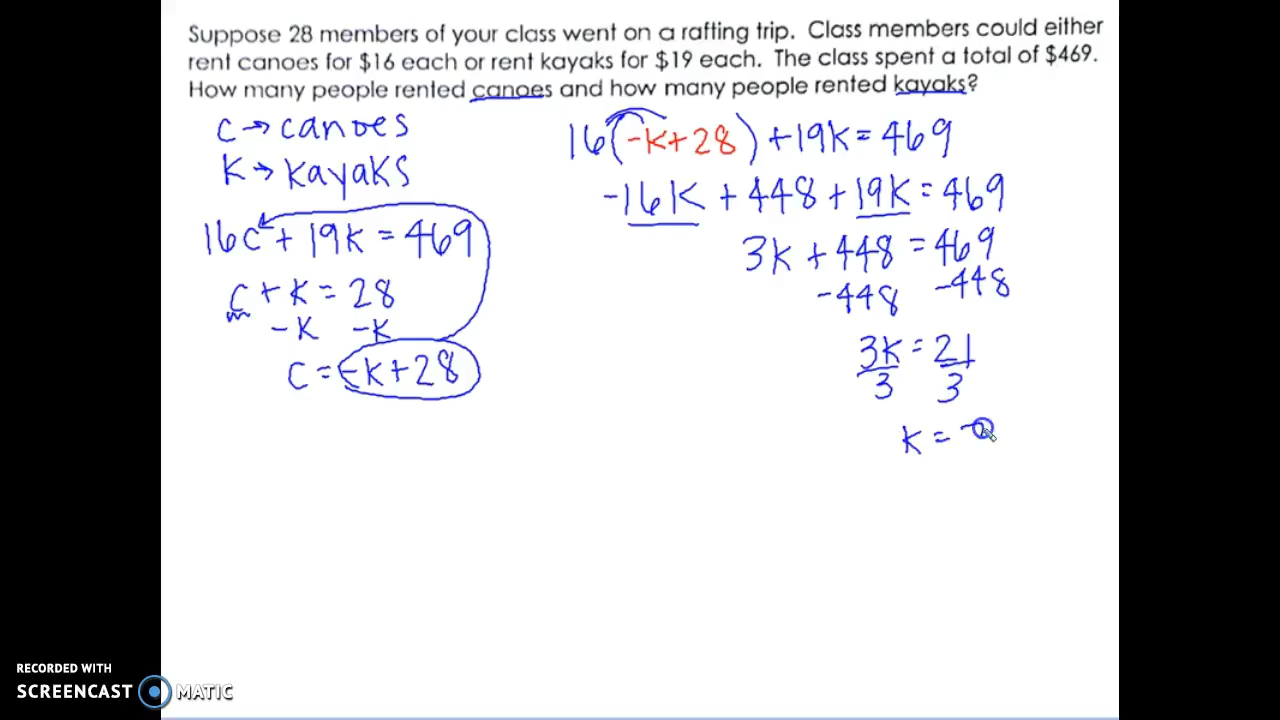 Suppose 28 members of your class went on a rafting trip. Class members could either
rent canoes for $16 each or rent kayaks for $19 each. The class spent a total of $469.
How many people rented canoes and how many people rented kayaks?
c → canoes
k → kayaks
16c + 19k = 469
c + k = 28
-k -k
c = -k + 28
16(-k + 28) + 19k = 469
-16k + 448 + 19k = 469
3k + 448 = 469
-448 -448
3k = 21
3 3
k =
RECORDED WITH
SCREENCAST MATIC